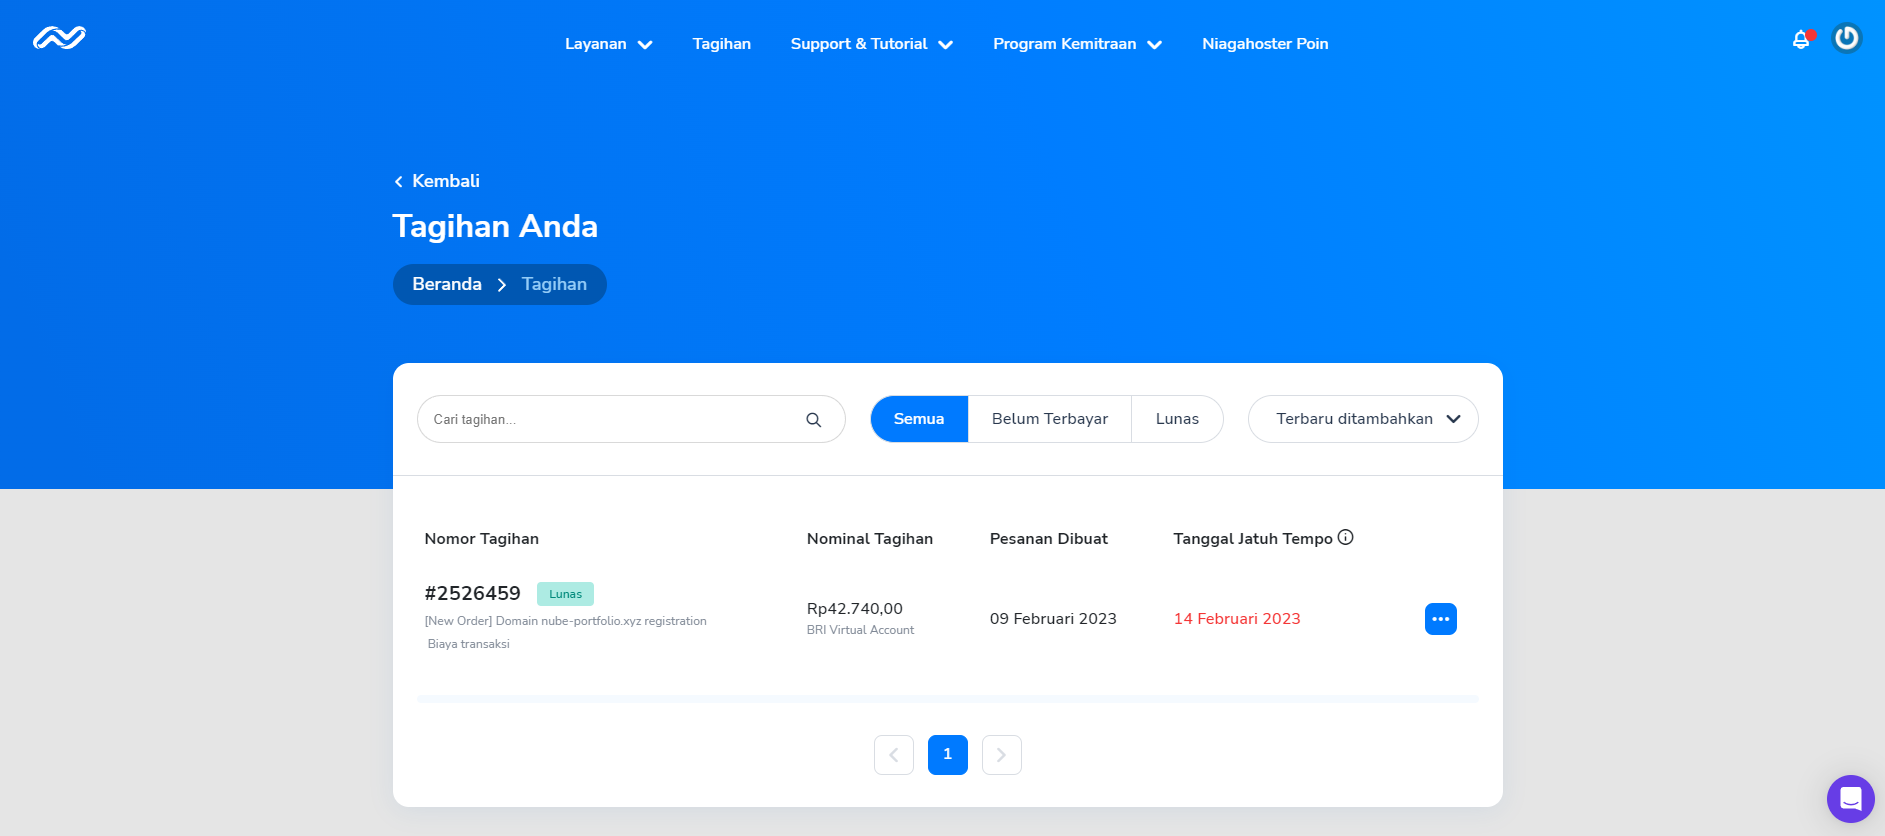 Layanan Tagihan Support & Tutorial Program Kemitraan Niagahoster Poin
Kembali
Tagihan Anda
Beranda Tagihan
Cari tagihan...
Semua Belum Terbayar Lunas
Terbaru ditambahkan
Nomor Tagihan Nominal Tagihan Pesanan Dibuat Tanggal Jatuh Tempo
#2526459 Lunas
[New Order] Domain nube-portfolio.xyz registration
Biaya transaksi
Rp42.740,00
BRI Virtual Account
09 Februari 2023
14 Februari 2023
1